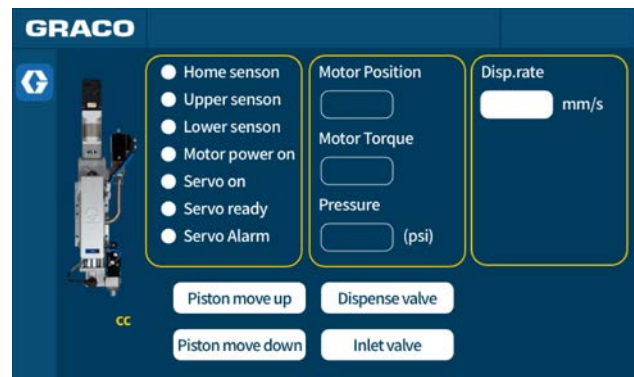 GRACO
Home senson
Upper senson
Lower senson
Motor power on
Servo on
Servo ready
Servo Alarm
Motor Position
Motor Torque
Pressure
(psi)
Disp.rate
mm/s
CC
Piston move up
Dispense valve
Piston move down
Inlet valve